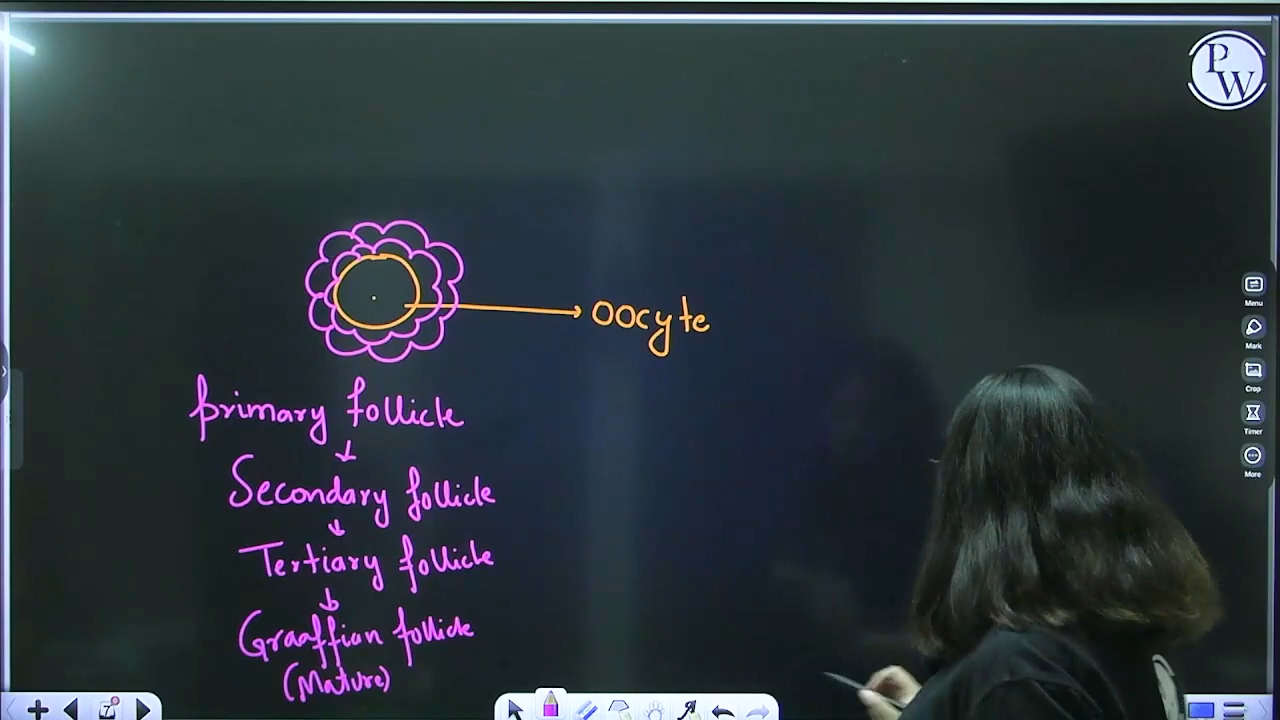 PW
Oocyte
Primary follicle
↓
Secondary follicle
↓
Tertiary follicle
↓
Graaffian follicle
(Mature)
Menu
Mark
Crop
Timer
More